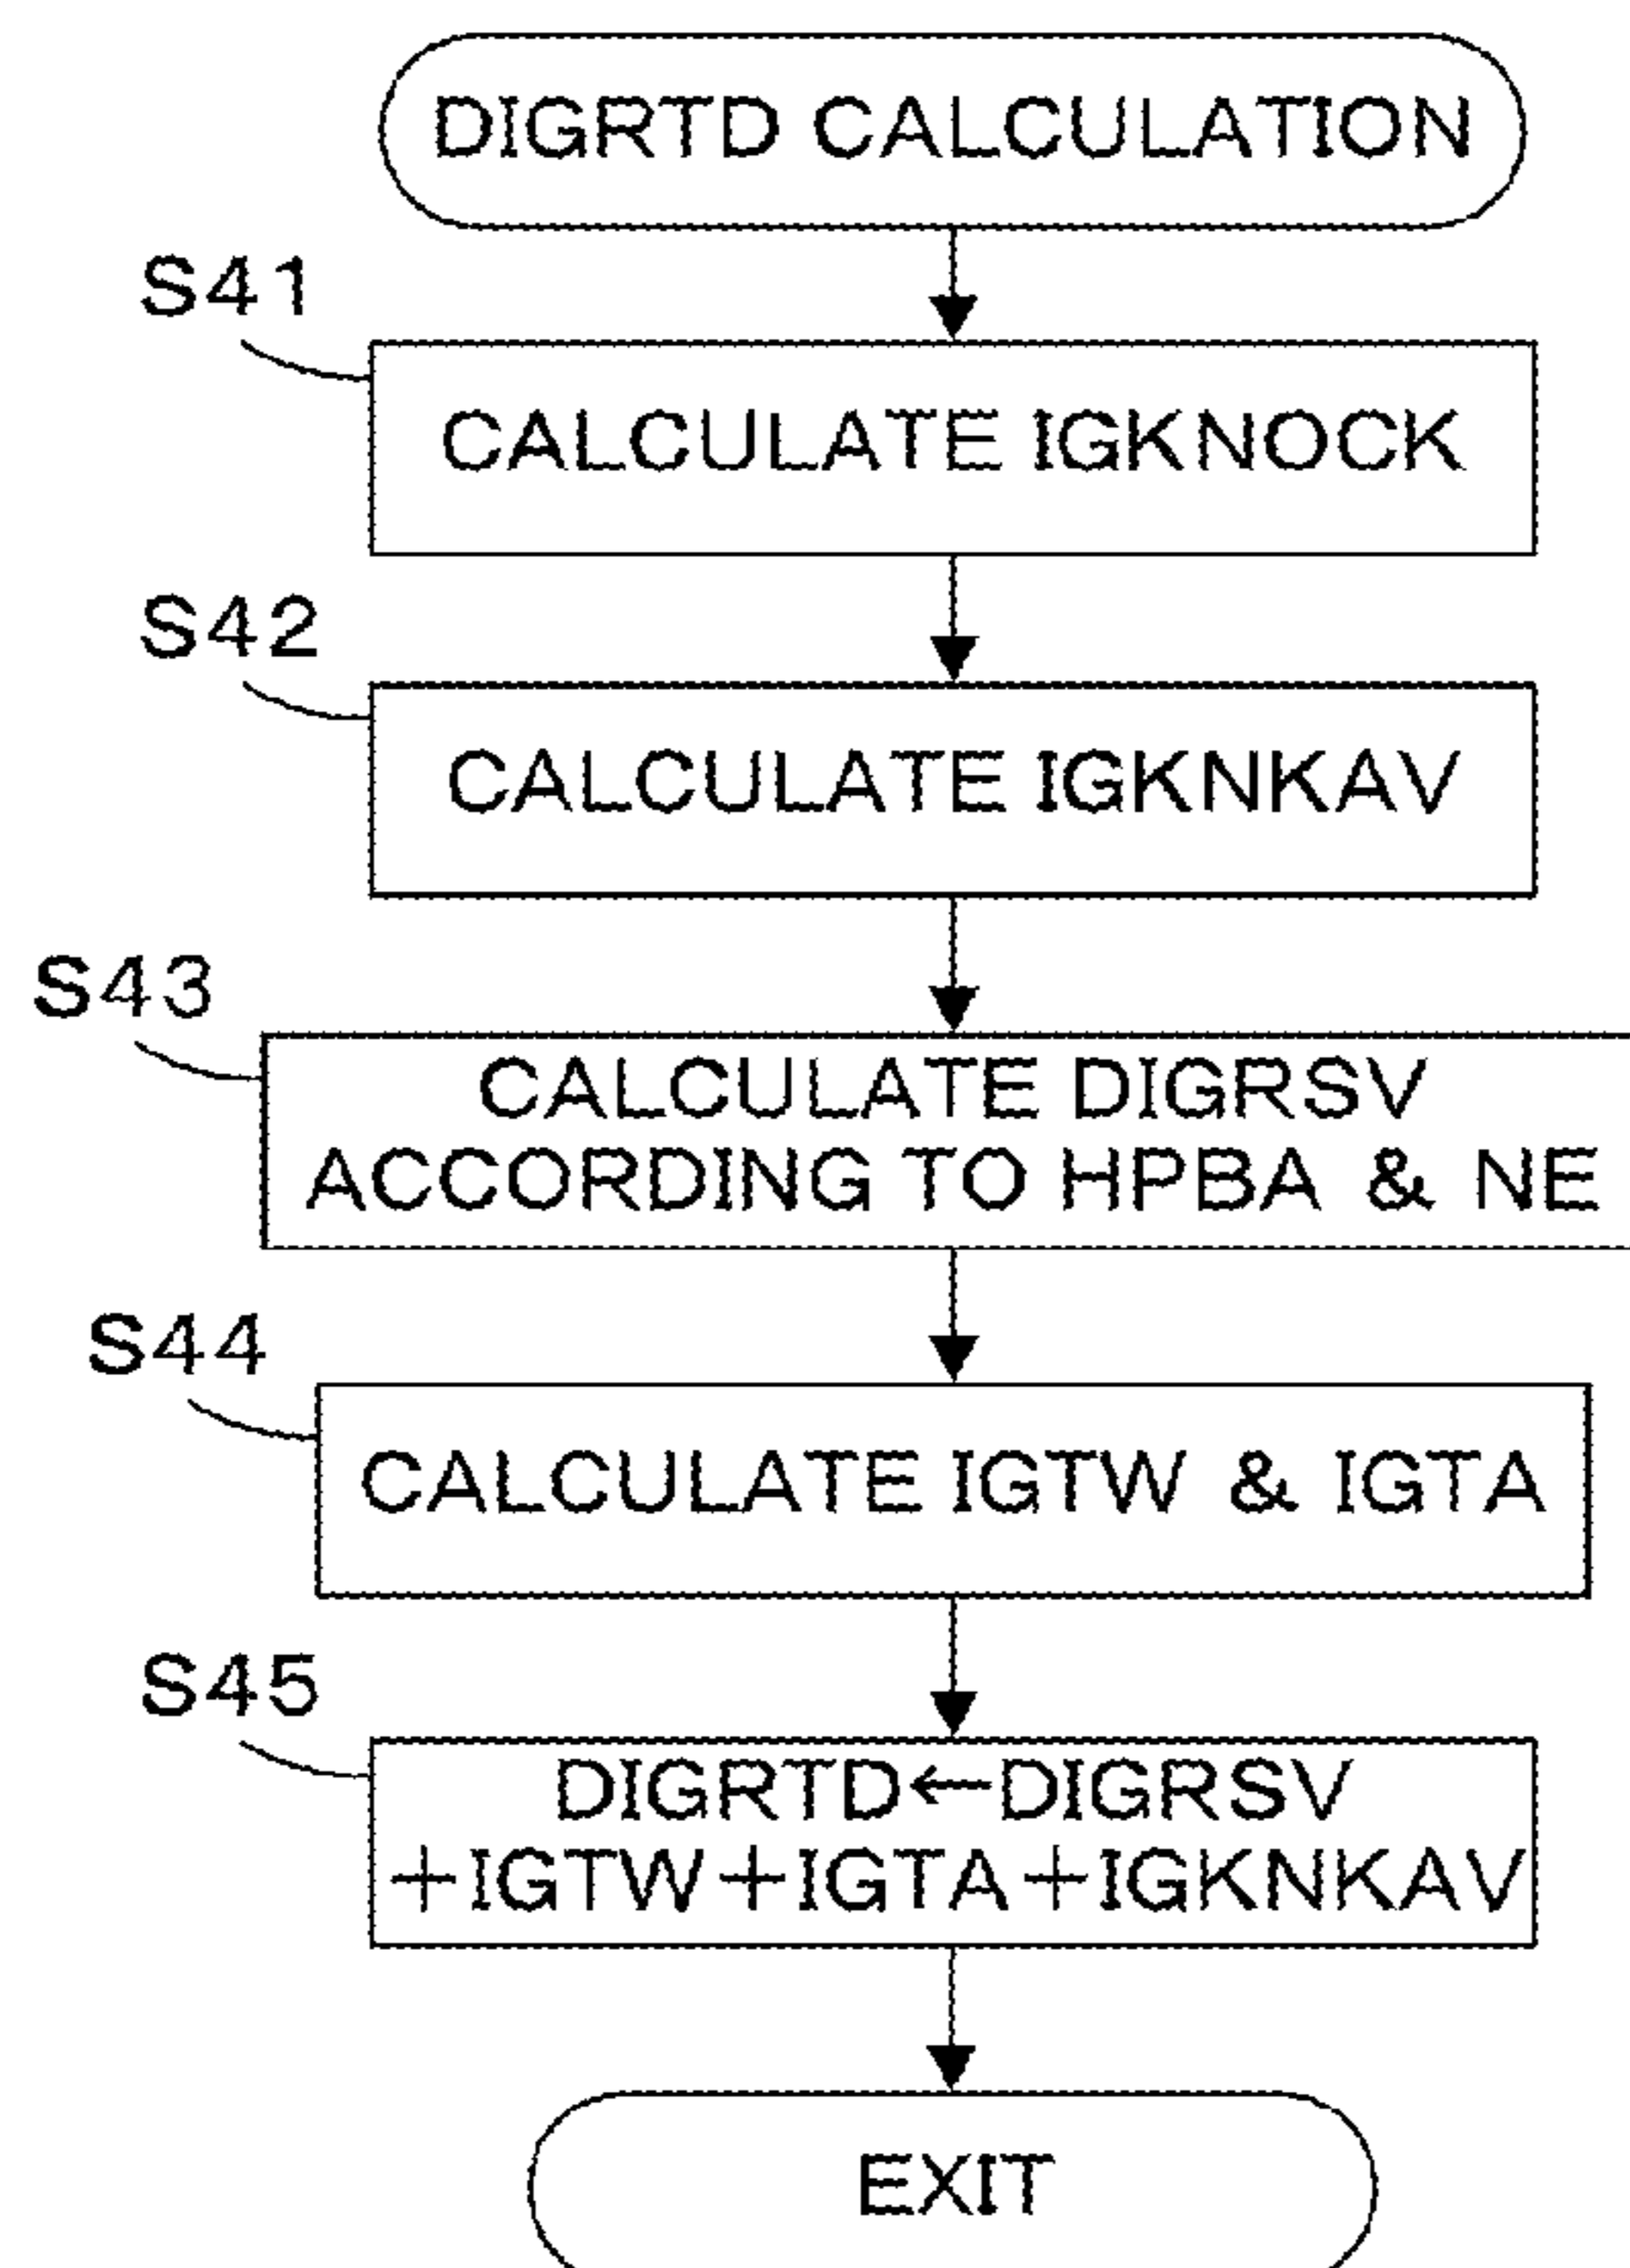 DIGRTD CALCULATION
S41
CALCULATE IGKNOCK
S42
CALCULATE IGKNKAV
S43
CALCULATE DIGRSV
ACCORDING TO HPBA & NE
S44
CALCULATE IGTW & IGTA
S45
DIGRTD←DIGRSV
+IGTW+IGTA+IGKNKAV
EXIT